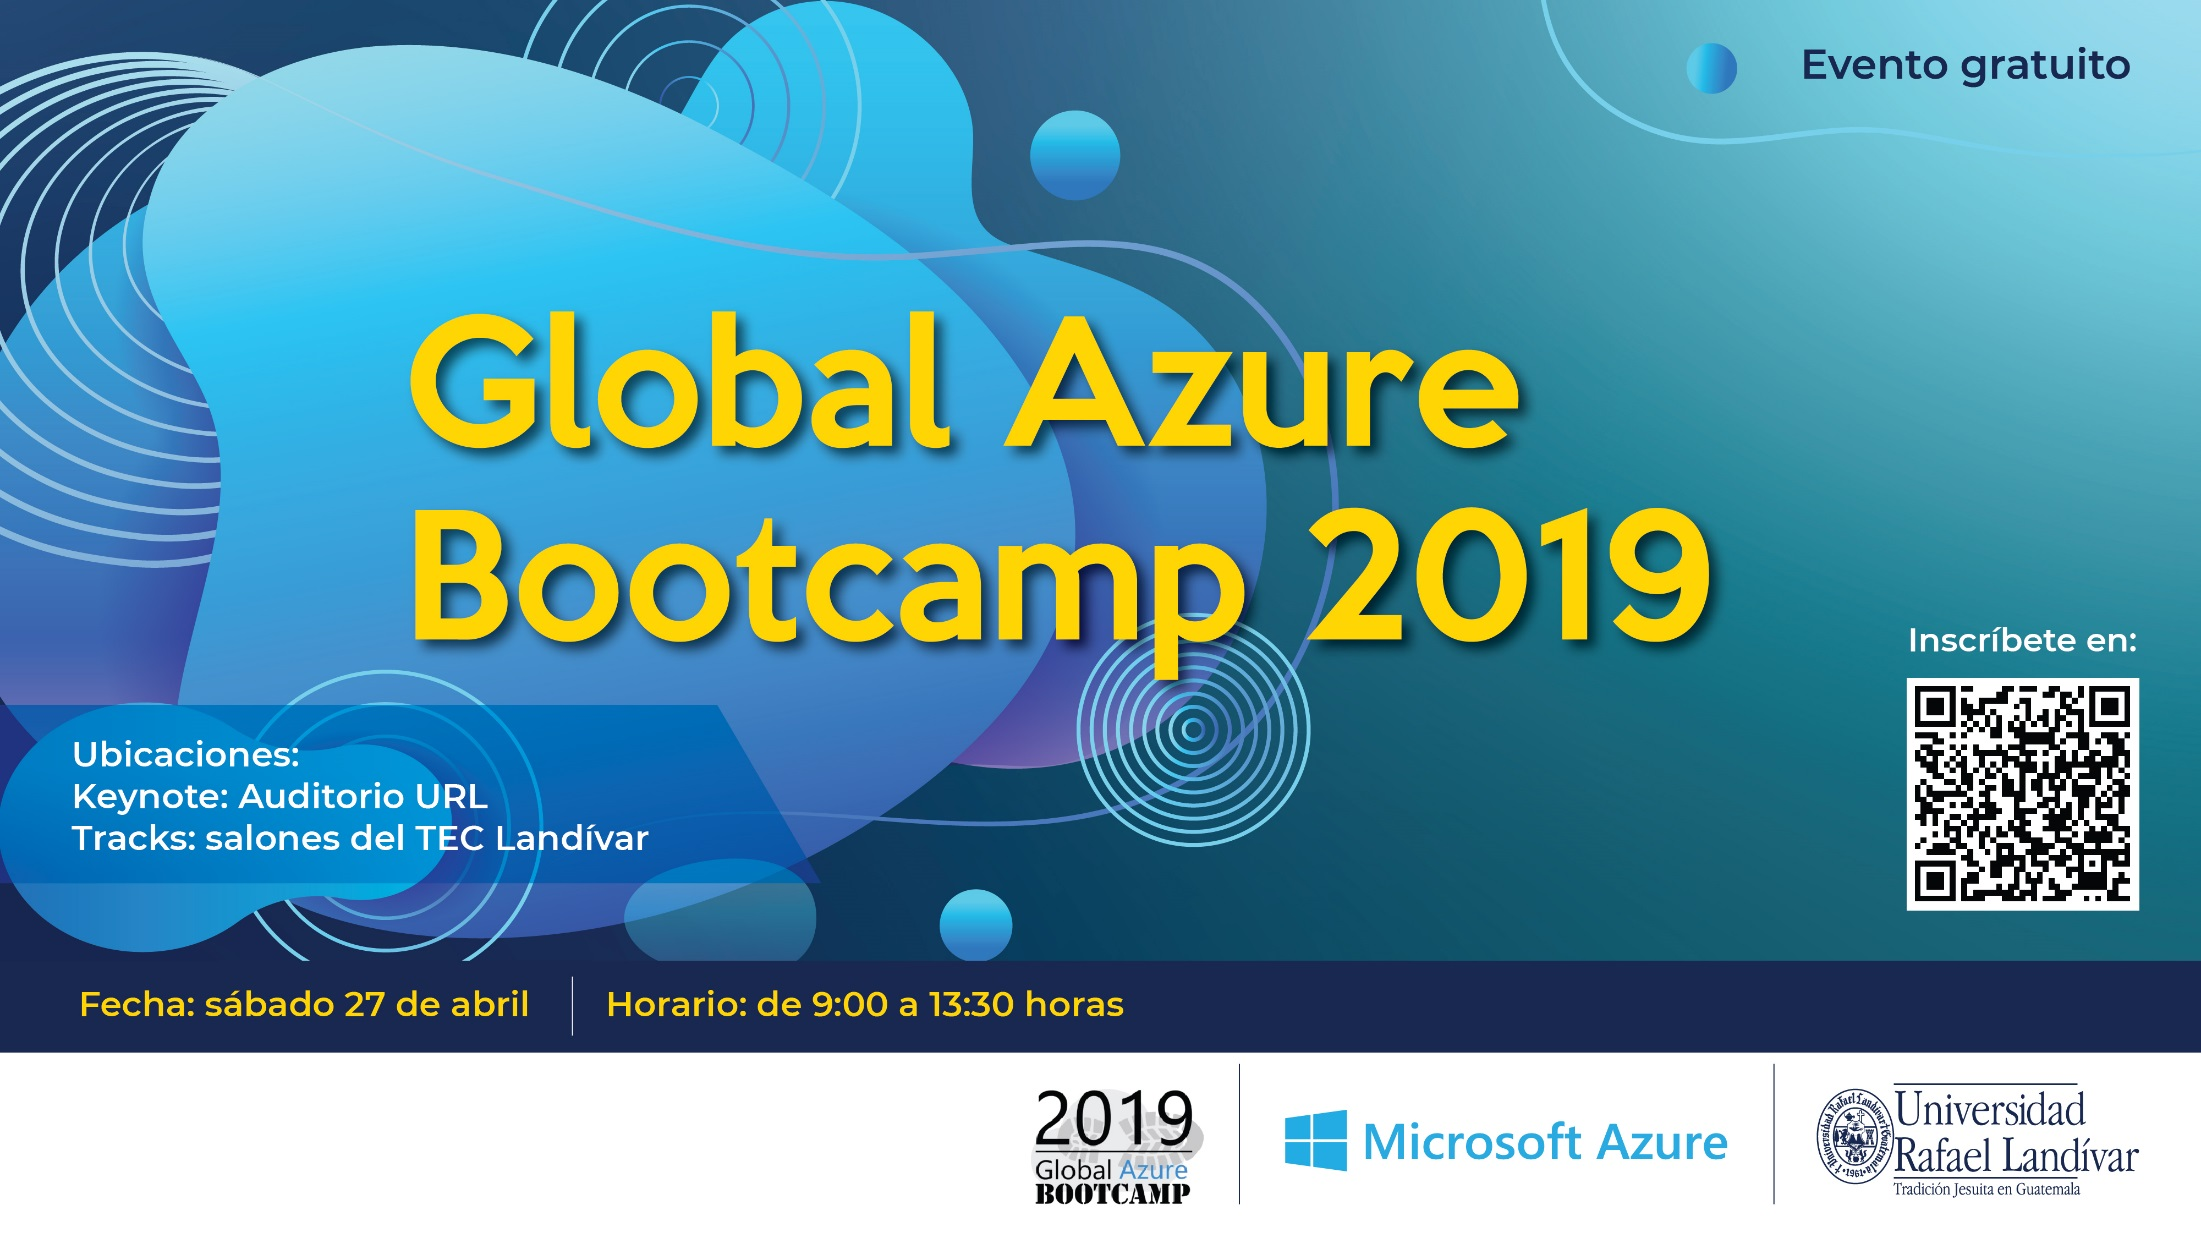 Evento gratuito
Global Azure
Bootcamp 2019
Inscríbete en:
Ubicaciones:
Keynote: Auditorio URL
Tracks: salones del TEC Landívar
Fecha: sábado 27 de abril
Horario: de 9:00 a 13:30 horas
2019
Global Azure
BOOTCAMP
Microsoft Azure
Universidad
Rafael Landívar
Tradición Jesuita en Guatemala